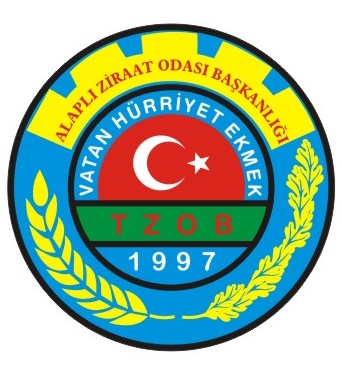 ALAPLI ZİRAAT ODASI BAŞKANLIĞI
VATAN HÜRRİYET EKMEK
TZOB
1997